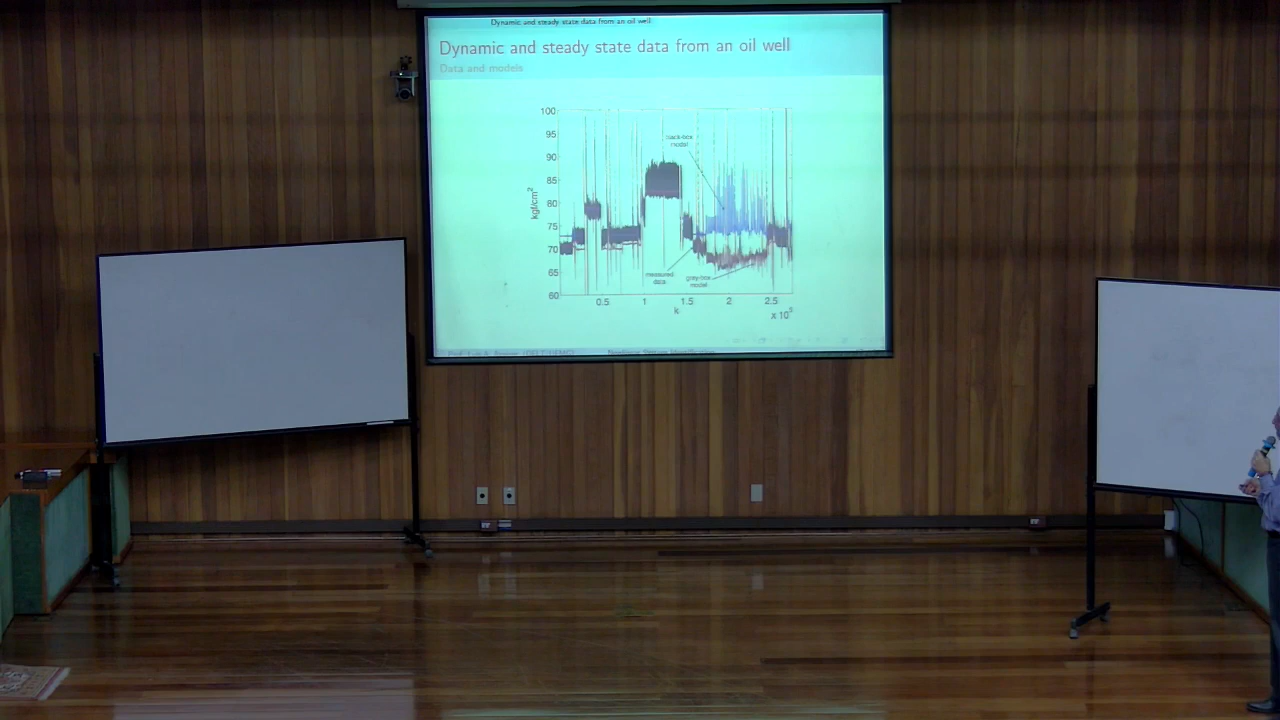 Dynamic and steady state data from an oil well
Dynamic and steady state data from an oil well
Data and models
100
95
90
85
80
75
70
65
60
kgf/cm²
black-box
model
measured
data
grey-box
model
0.5 1 1.5 2 2.5
k